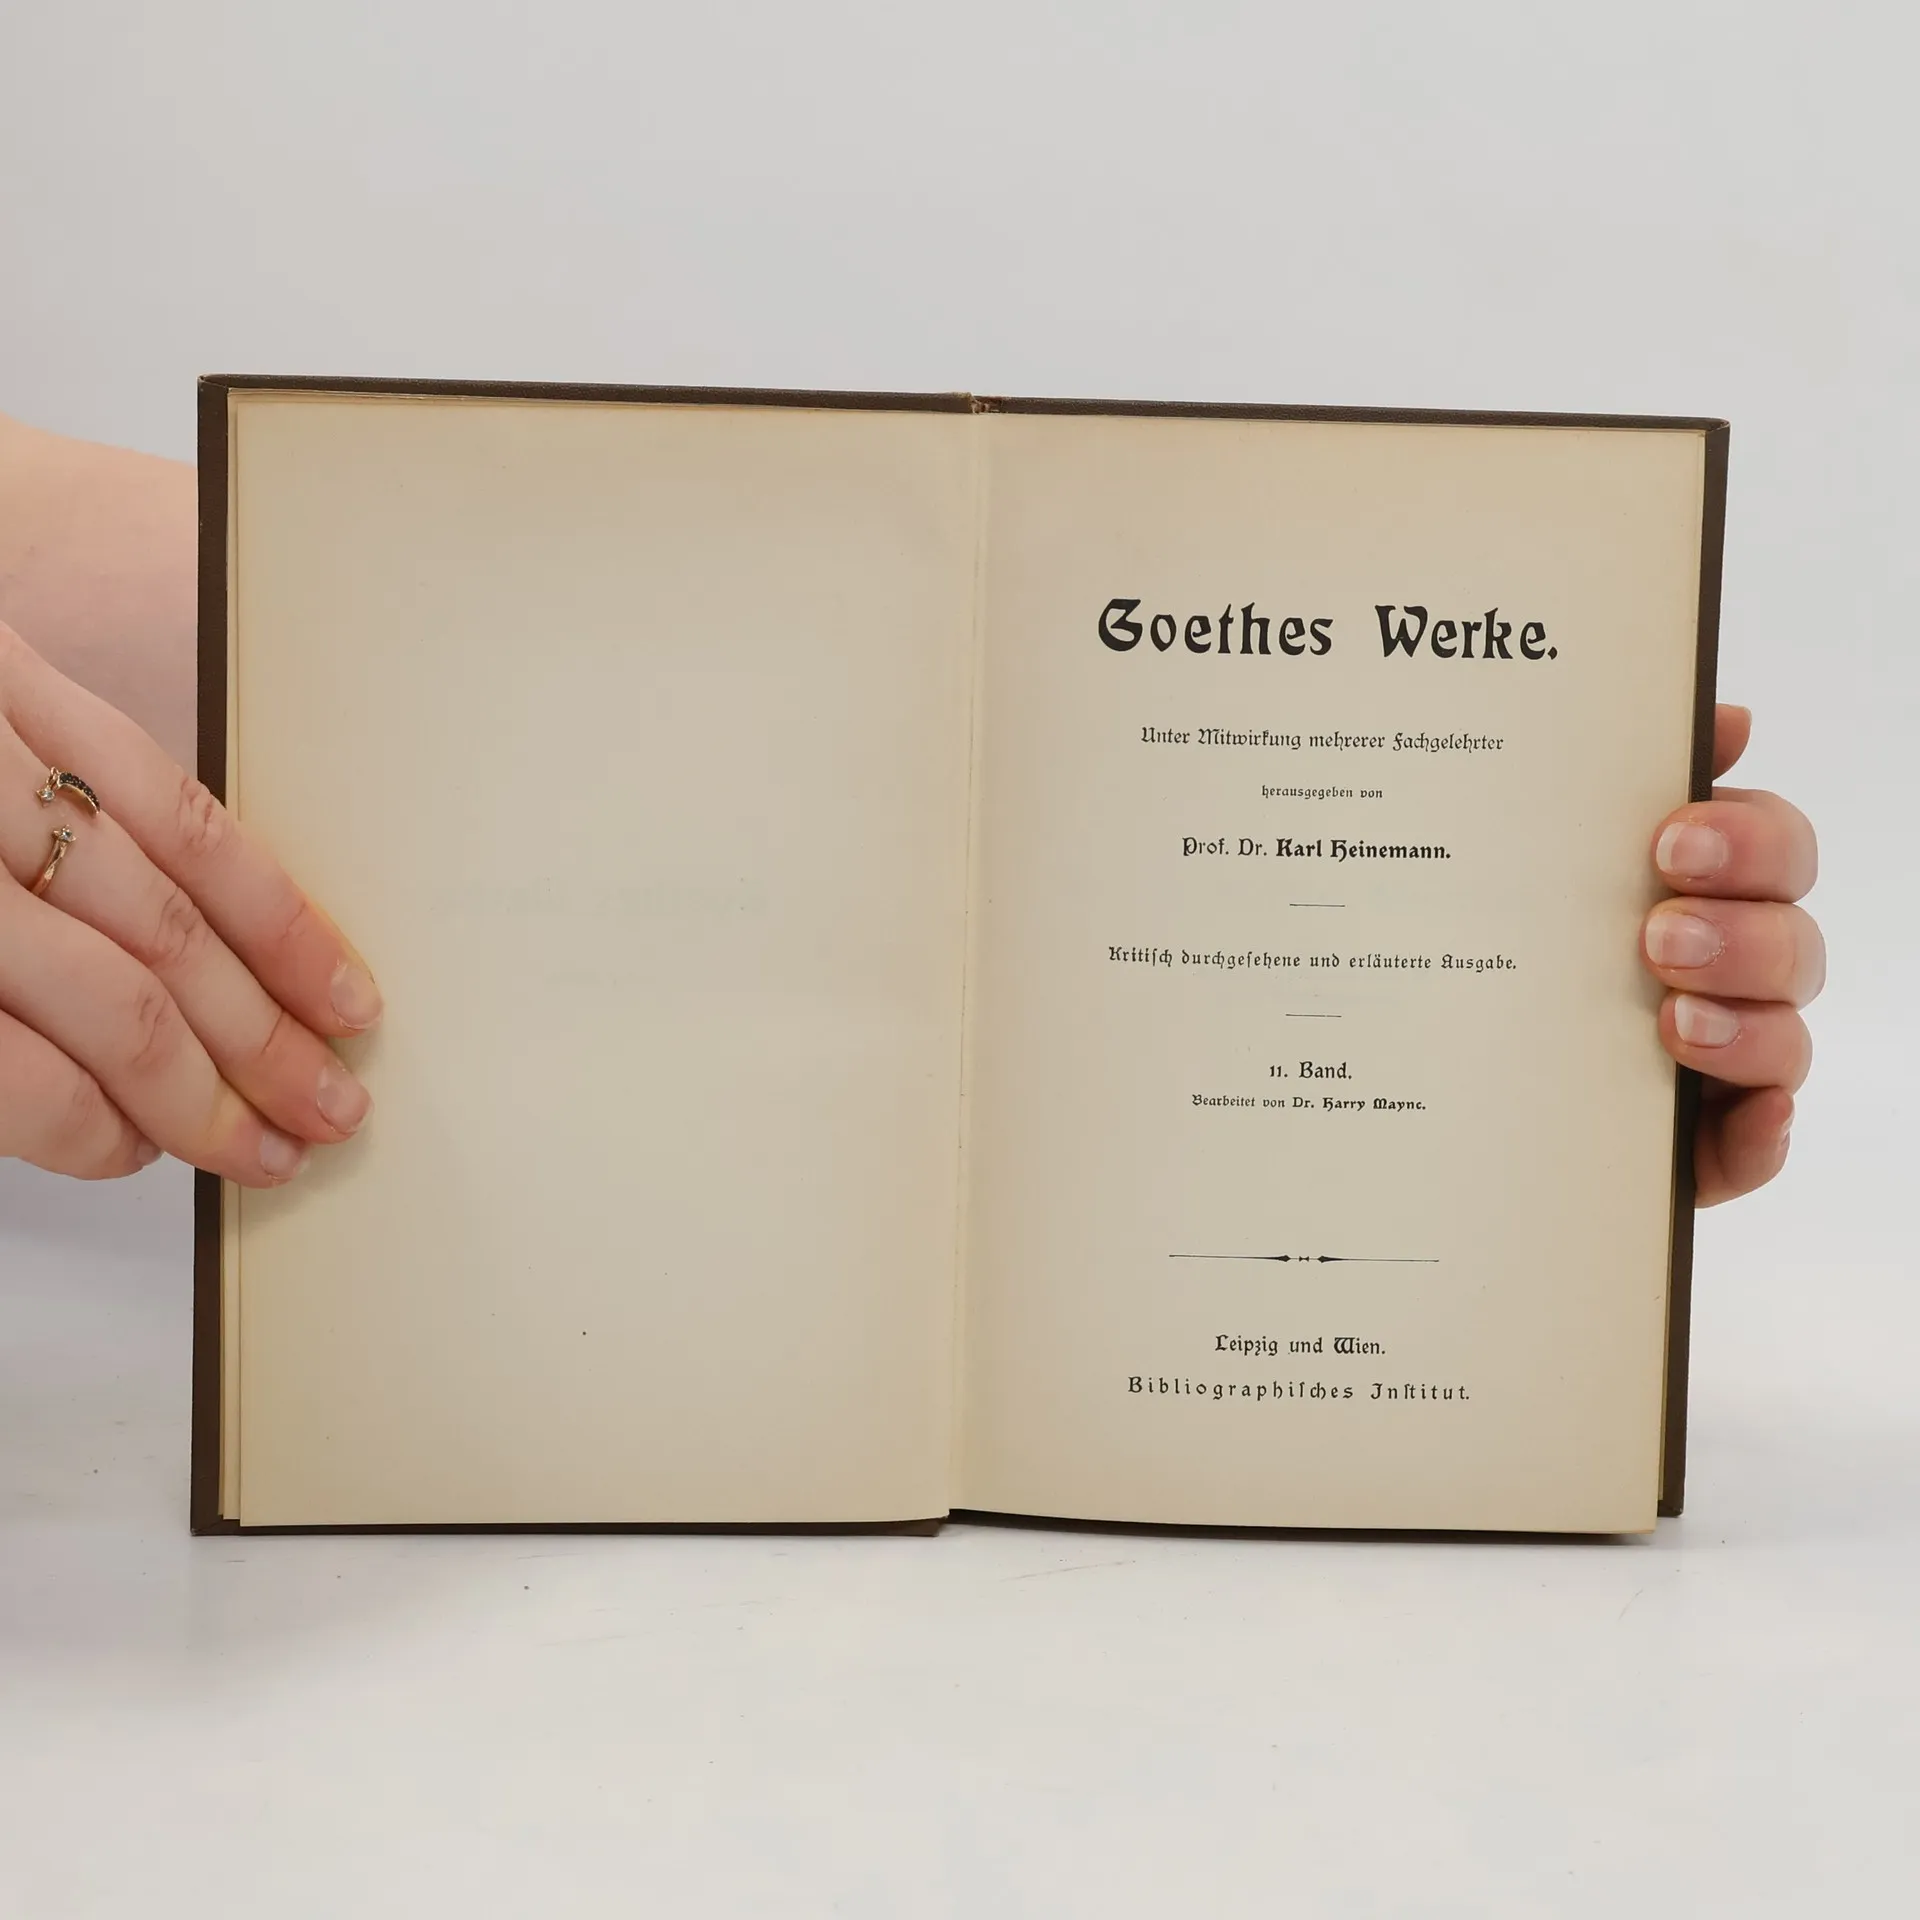 Goethes Werke.
Unter Mitwirkung mehrerer Fachgelehrter
herausgegeben von
Prof. Dr. Karl Heinemann.
Kritiſch durchgeſehene und erläuterte Ausgabe.
11. Band.
Bearbeitet von Dr. Harry Maync.
Leipzig und Wien.
Bibliographiſches Inſtitut.